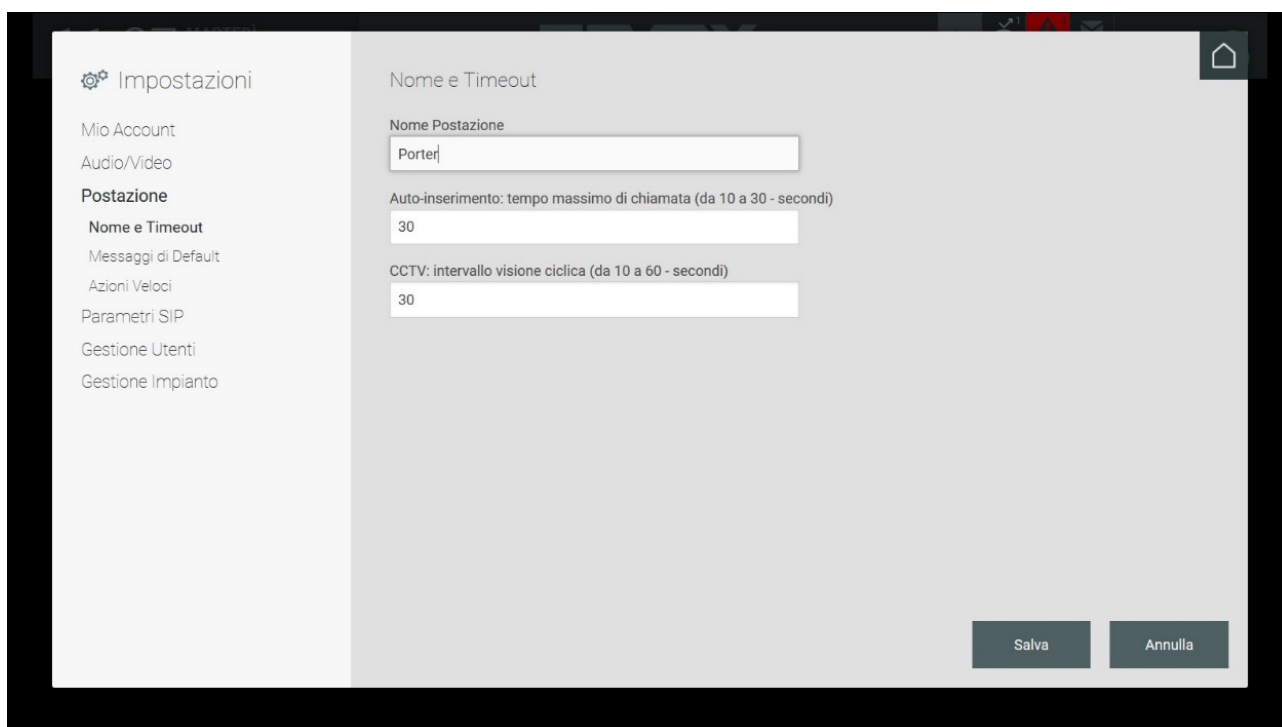 Impostazioni
Mio Account
Audio/Video
Postazione
Nome e Timeout
Messaggi di Default
Azioni Veloci
Parametri SIP
Gestione Utenti
Gestione Impianto
Nome e Timeout
Nome Postazione
Porter
Auto-inserimento: tempo massimo di chiamata (da 10 a 30 - secondi)
30
CCTV: intervallo visione ciclica (da 10 a 60 - secondi)
30
Salva
Annulla